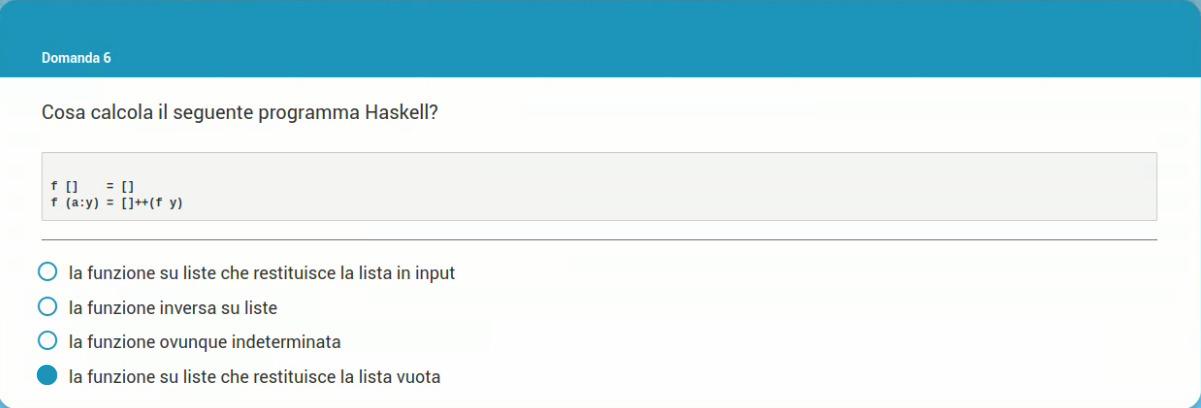 Domanda 6
Cosa calcola il seguente programma Haskell?
f []    = []
f (a:y) = []++(f y)
la funzione su liste che restituisce la lista in input
la funzione inversa su liste
la funzione ovunque indeterminata
la funzione su liste che restituisce la lista vuota